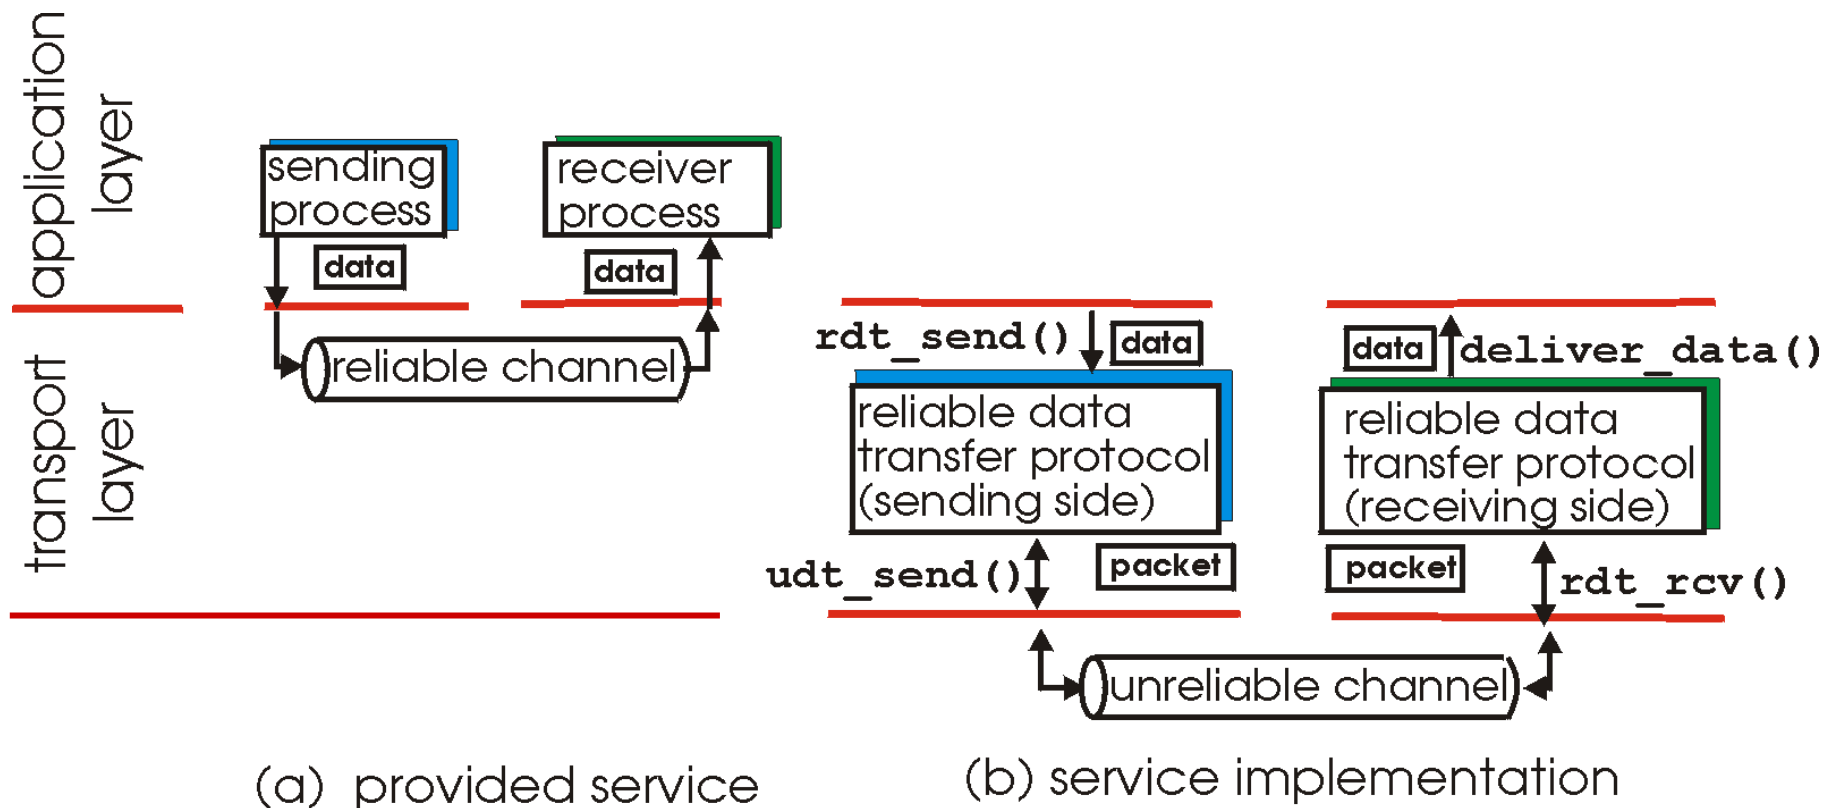 application
layer
transport
layer
sending
process
receiver
process
data
data
reliable channel
(a) provided service
rdt_send()
data
data
deliver_data()
reliable data
transfer protocol
(sending side)
reliable data
transfer protocol
(receiving side)
udt_send()
packet
packet
rdt_rcv()
unreliable channel
(b) service implementation